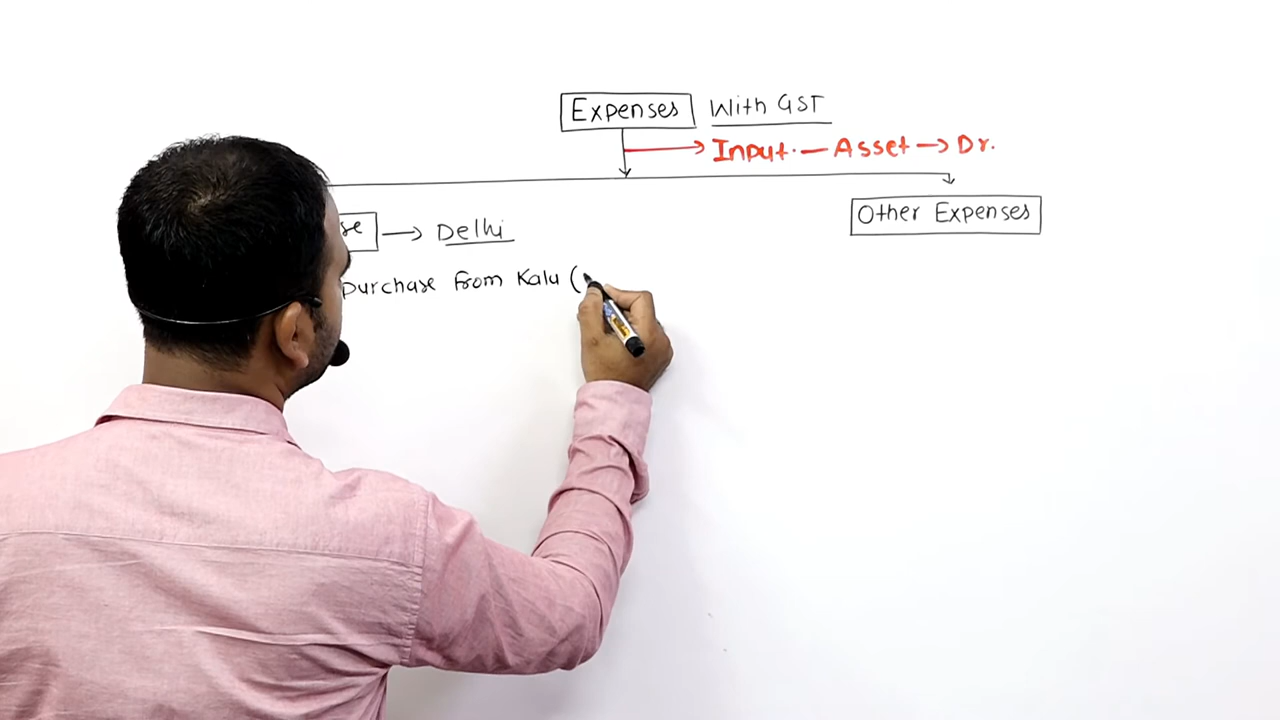 Expenses With GST
Input. — Asset → Dr.
Other Expenses
→ Delhi
purchase from Kalu (